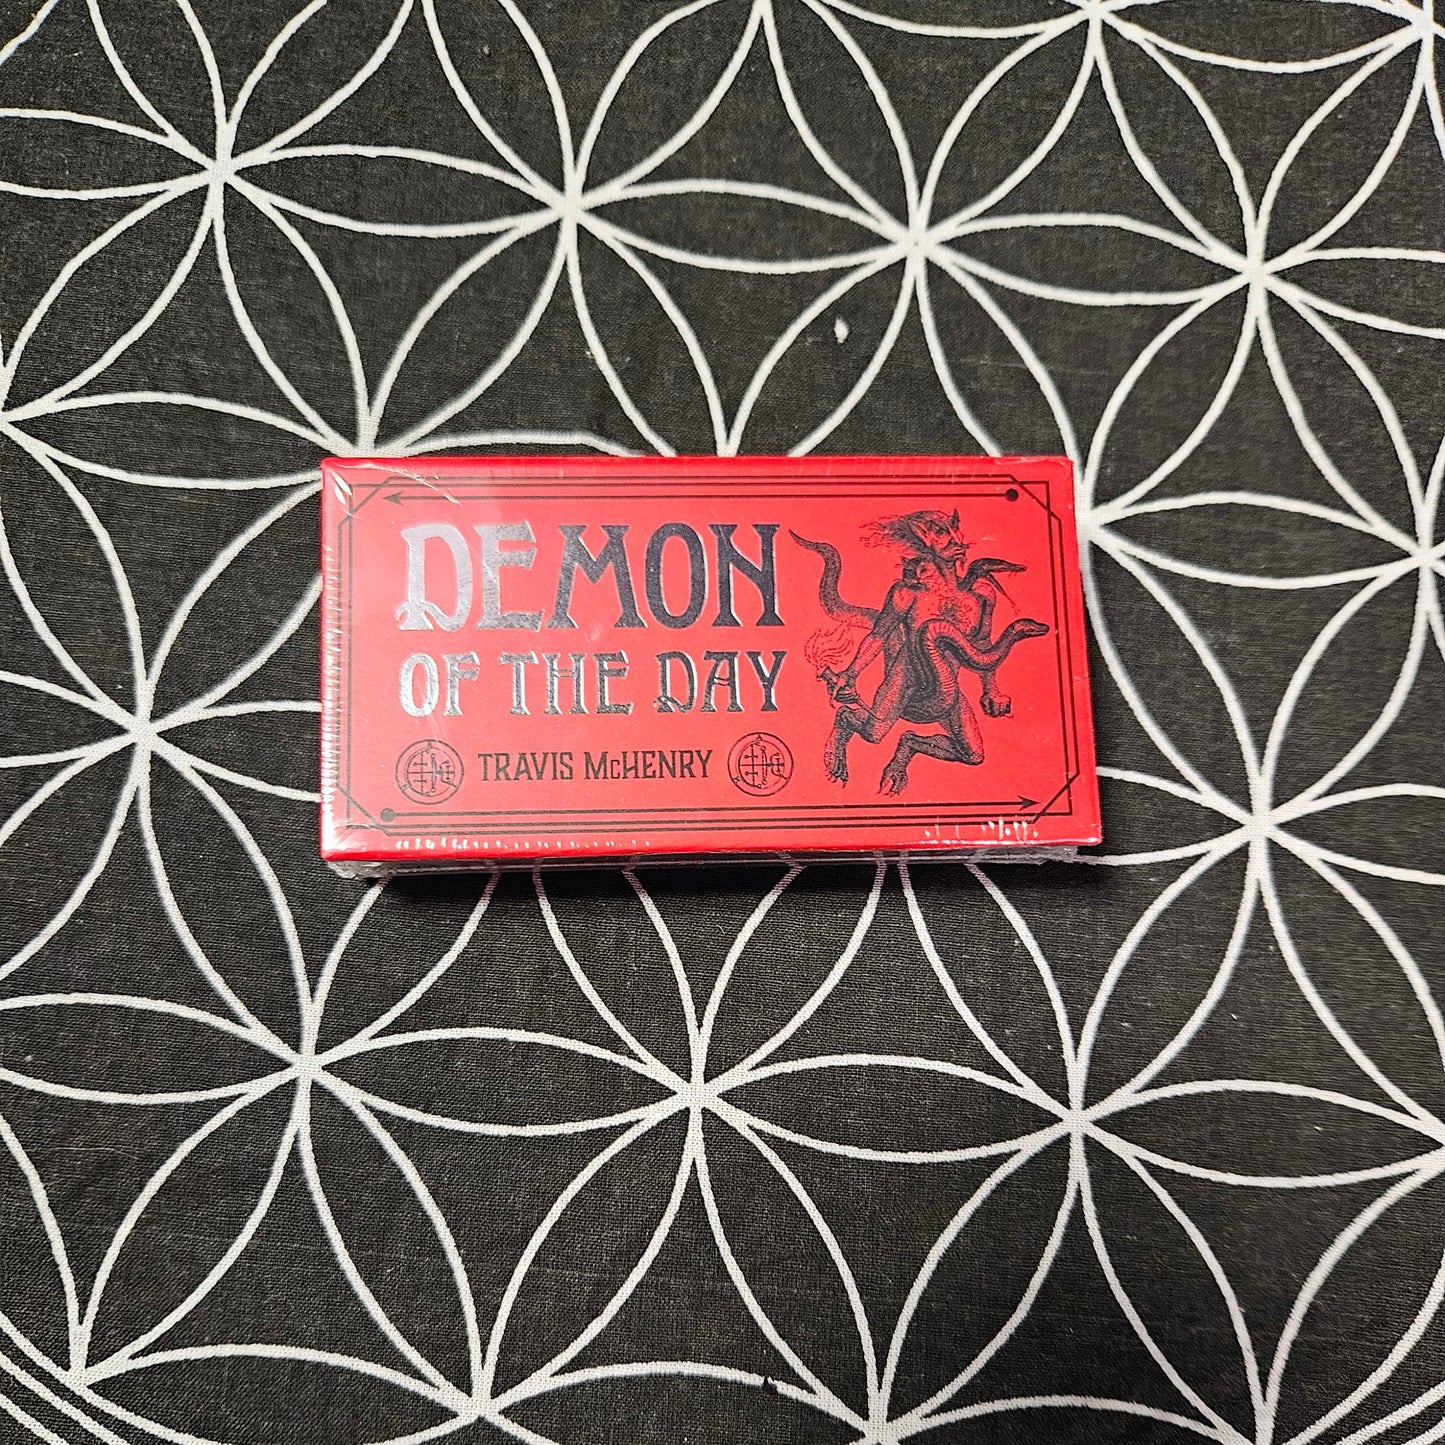 DEMON
OF THE DAY
TRAVIS McHENRY